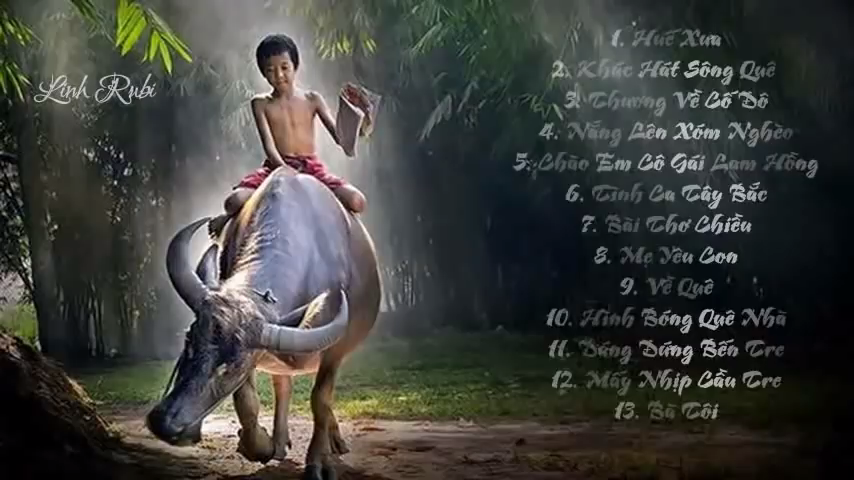 Linh Rubi
1. Huế Xưa
2. Khúc Hát Sông Quê
3. Thương Về Cố Đô
4. Nắng Lên Xóm Nghèo
5. Chào Em Cô Gái Lam Hồng
6. Tình Ca Tây Bắc
7. Bài Thơ Chiều
8. Mẹ Yêu Con
9. Về Quê
10. Hình Bóng Quê Nhà
11. Dáng Đứng Bến Tre
12. Mấy Nhịp Cầu Tre
13. Bà Tôi